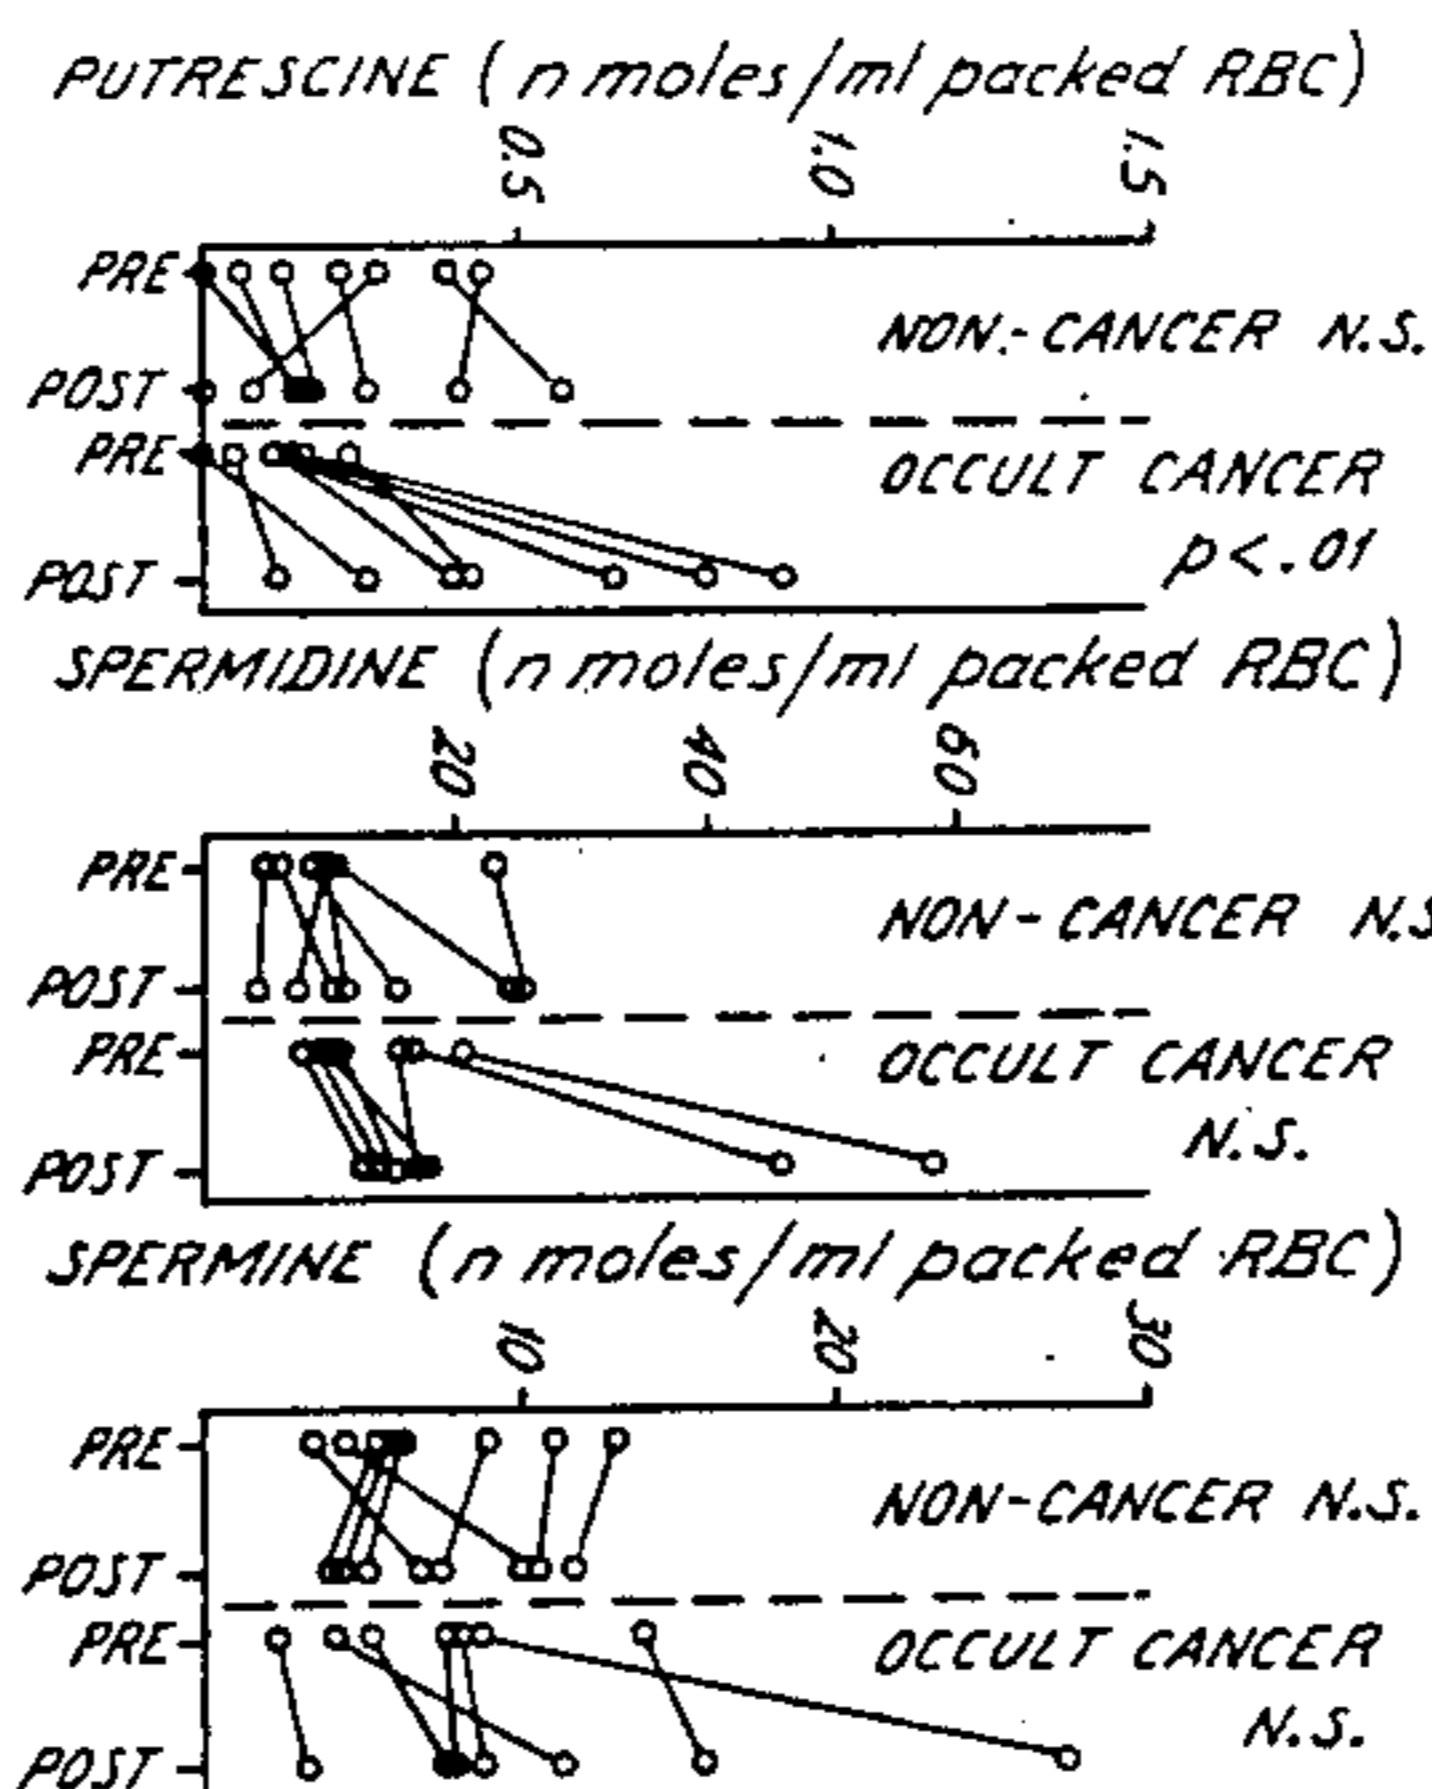 PUTRESCINE (n moles/ml packed RBC)
0.5 1.0 1.5
PRE
NON.-CANCER N.S.
POST
PRE
OCCULT CANCER
p<.01
POST
SPERMIDINE (n moles/ml packed RBC)
20 40 60
PRE
NON-CANCER N.S
POST
PRE
OCCULT CANCER
N.S.
POST
SPERMINE (n moles/ml packed RBC)
10 20 30
PRE
NON-CANCER N.S.
POST
PRE
OCCULT CANCER
N.S.
POST